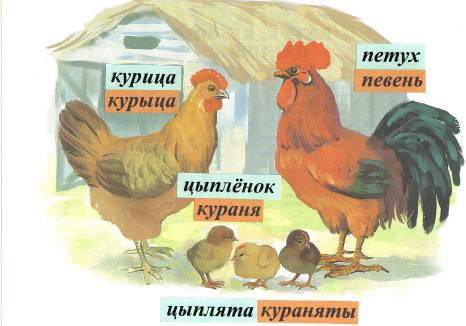 петух
певень
курица
курыца
цыплёнок
кураня
цыплята кураняты